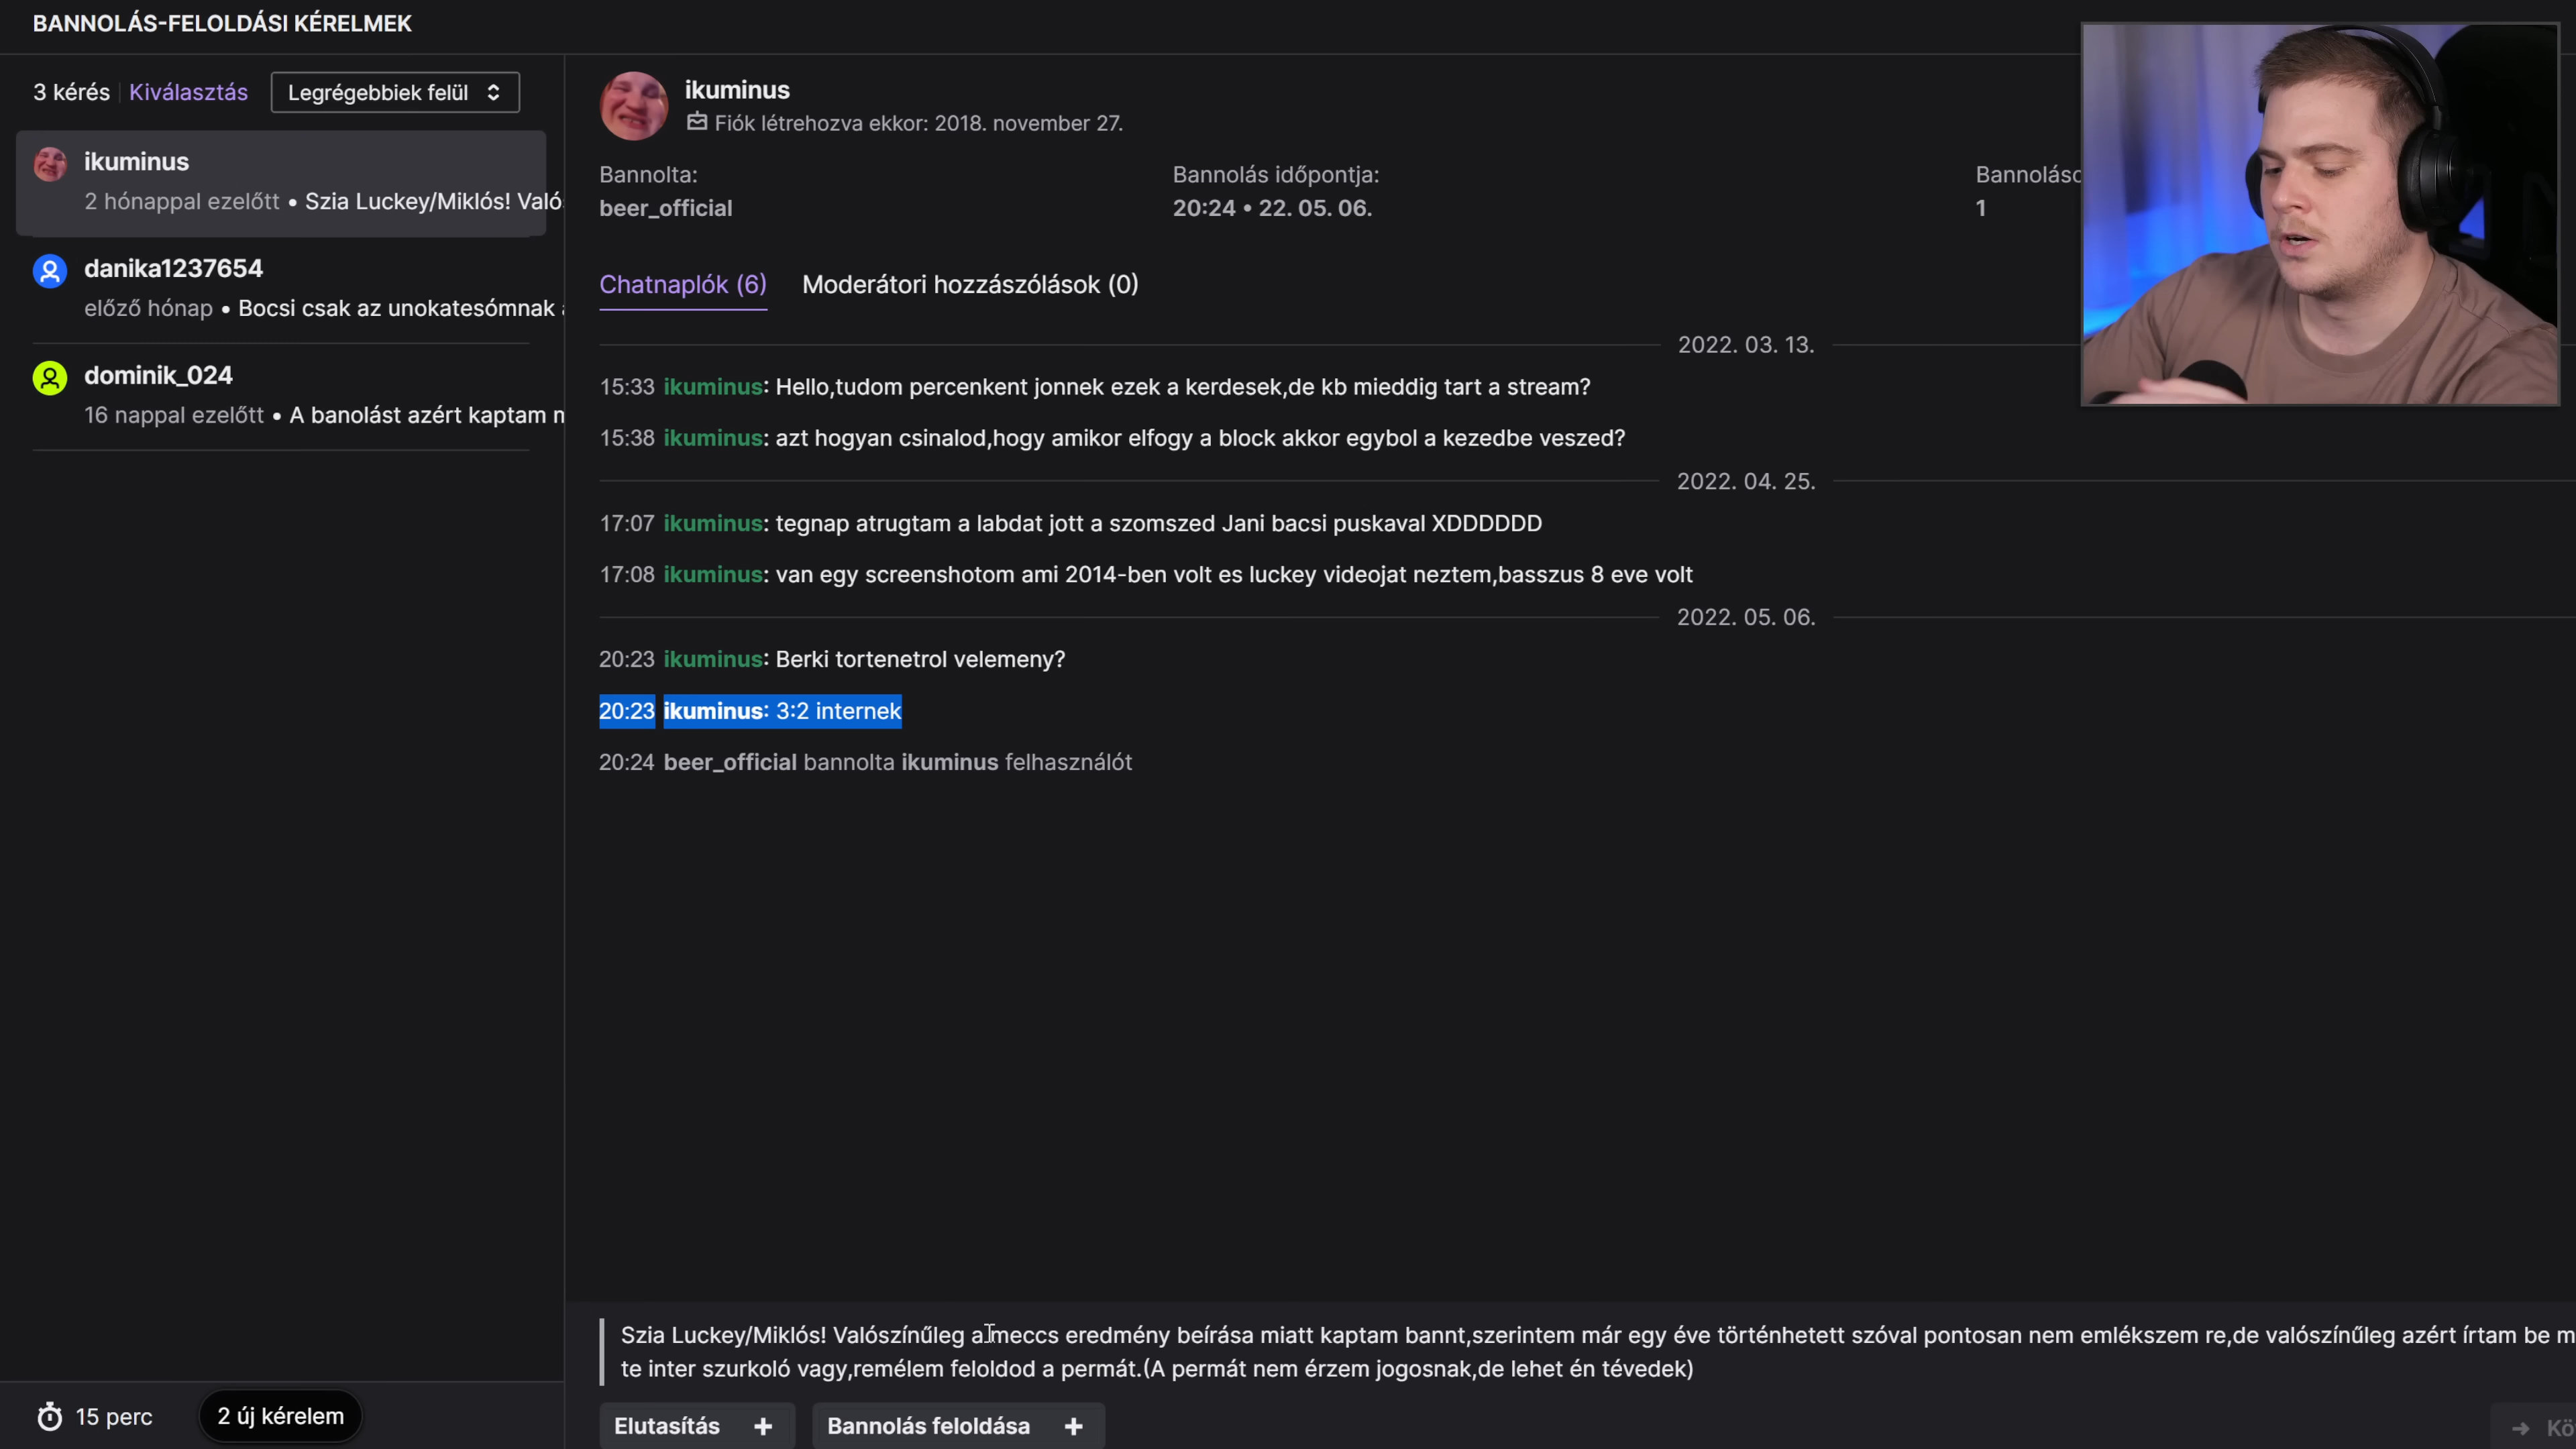 BANNOLÁS-FELOLDÁSI KÉRELMEK
3 kérés | Kiválasztás Legrégebbiek felül
ikuminus
2 hónappal ezelőtt • Szia Luckey/Miklós! Való
danika1237654
előző hónap • Bocsi csak az unokatesómnak
dominik_024
16 nappal ezelőtt • A banolást azért kaptam
15 perc
2 új kérelem
ikuminus
Fiók létrehozva ekkor: 2018. november 27.
Bannolta:
beer_official
Bannolás időpontja:
20:24 • 22. 05. 06.
1
Chatnaplók (6) Moderátori hozzászólások (0)
2022. 03. 13.
15:33 ikuminus: Hello,tudom percenkent jonnek ezek a kerdesek,de kb mieddig tart a stream?
15:38 ikuminus: azt hogyan csinalod,hogy amikor elfogy a block akkor egybol a kezedbe veszed?
2022. 04. 25.
17:07 ikuminus: tegnap atrugtam a labdat jott a szomszed Jani bacsi puskaval XDDDDDD
17:08 ikuminus: van egy screenshotom ami 2014-ben volt es luckey videojat neztem,basszus 8 eve volt
2022. 05. 06.
20:23 ikuminus: Berki tortenetrol velemeny?
20:23 ikuminus: 3:2 internek
20:24 beer_official bannolta ikuminus felhasználót
Szia Luckey/Miklós! Valószínűleg a meccs eredmény beírása miatt kaptam bannt,szerintem már egy éve történhetett szóval pontosan nem emlékszem re,de valószínűleg azért írtam be
te inter szurkoló vagy,remélem feloldod a permát.(A permát nem érzem jogosnak,de lehet én tévedek)
Elutasítás + Bannolás feloldása +